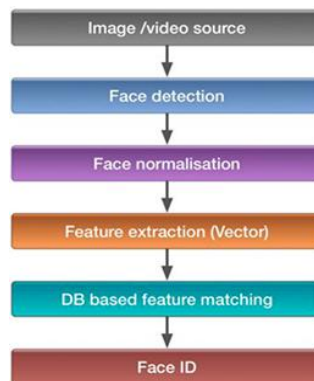 Image /video source
Face detection
Face normalisation
Feature extraction (Vector)
DB based feature matching
Face ID